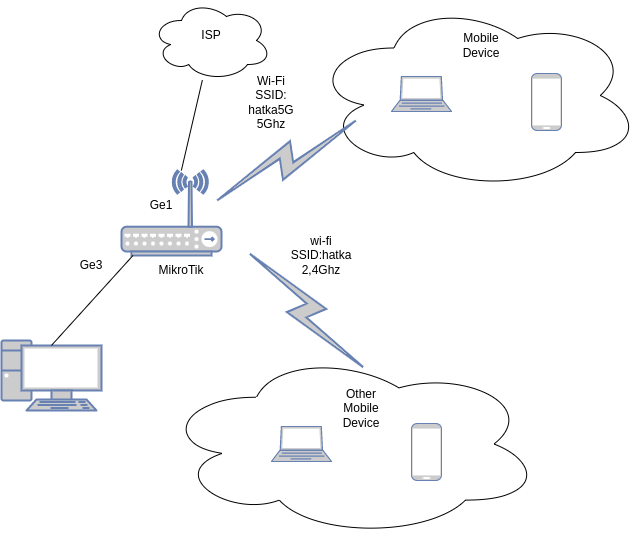 ISP
Mobile
Device
Wi-Fi
SSID:
hatka5G
5Ghz
Ge1
MikroTik
wi-fi
SSID:hatka
2,4Ghz
Ge3
Other
Mobile
Device